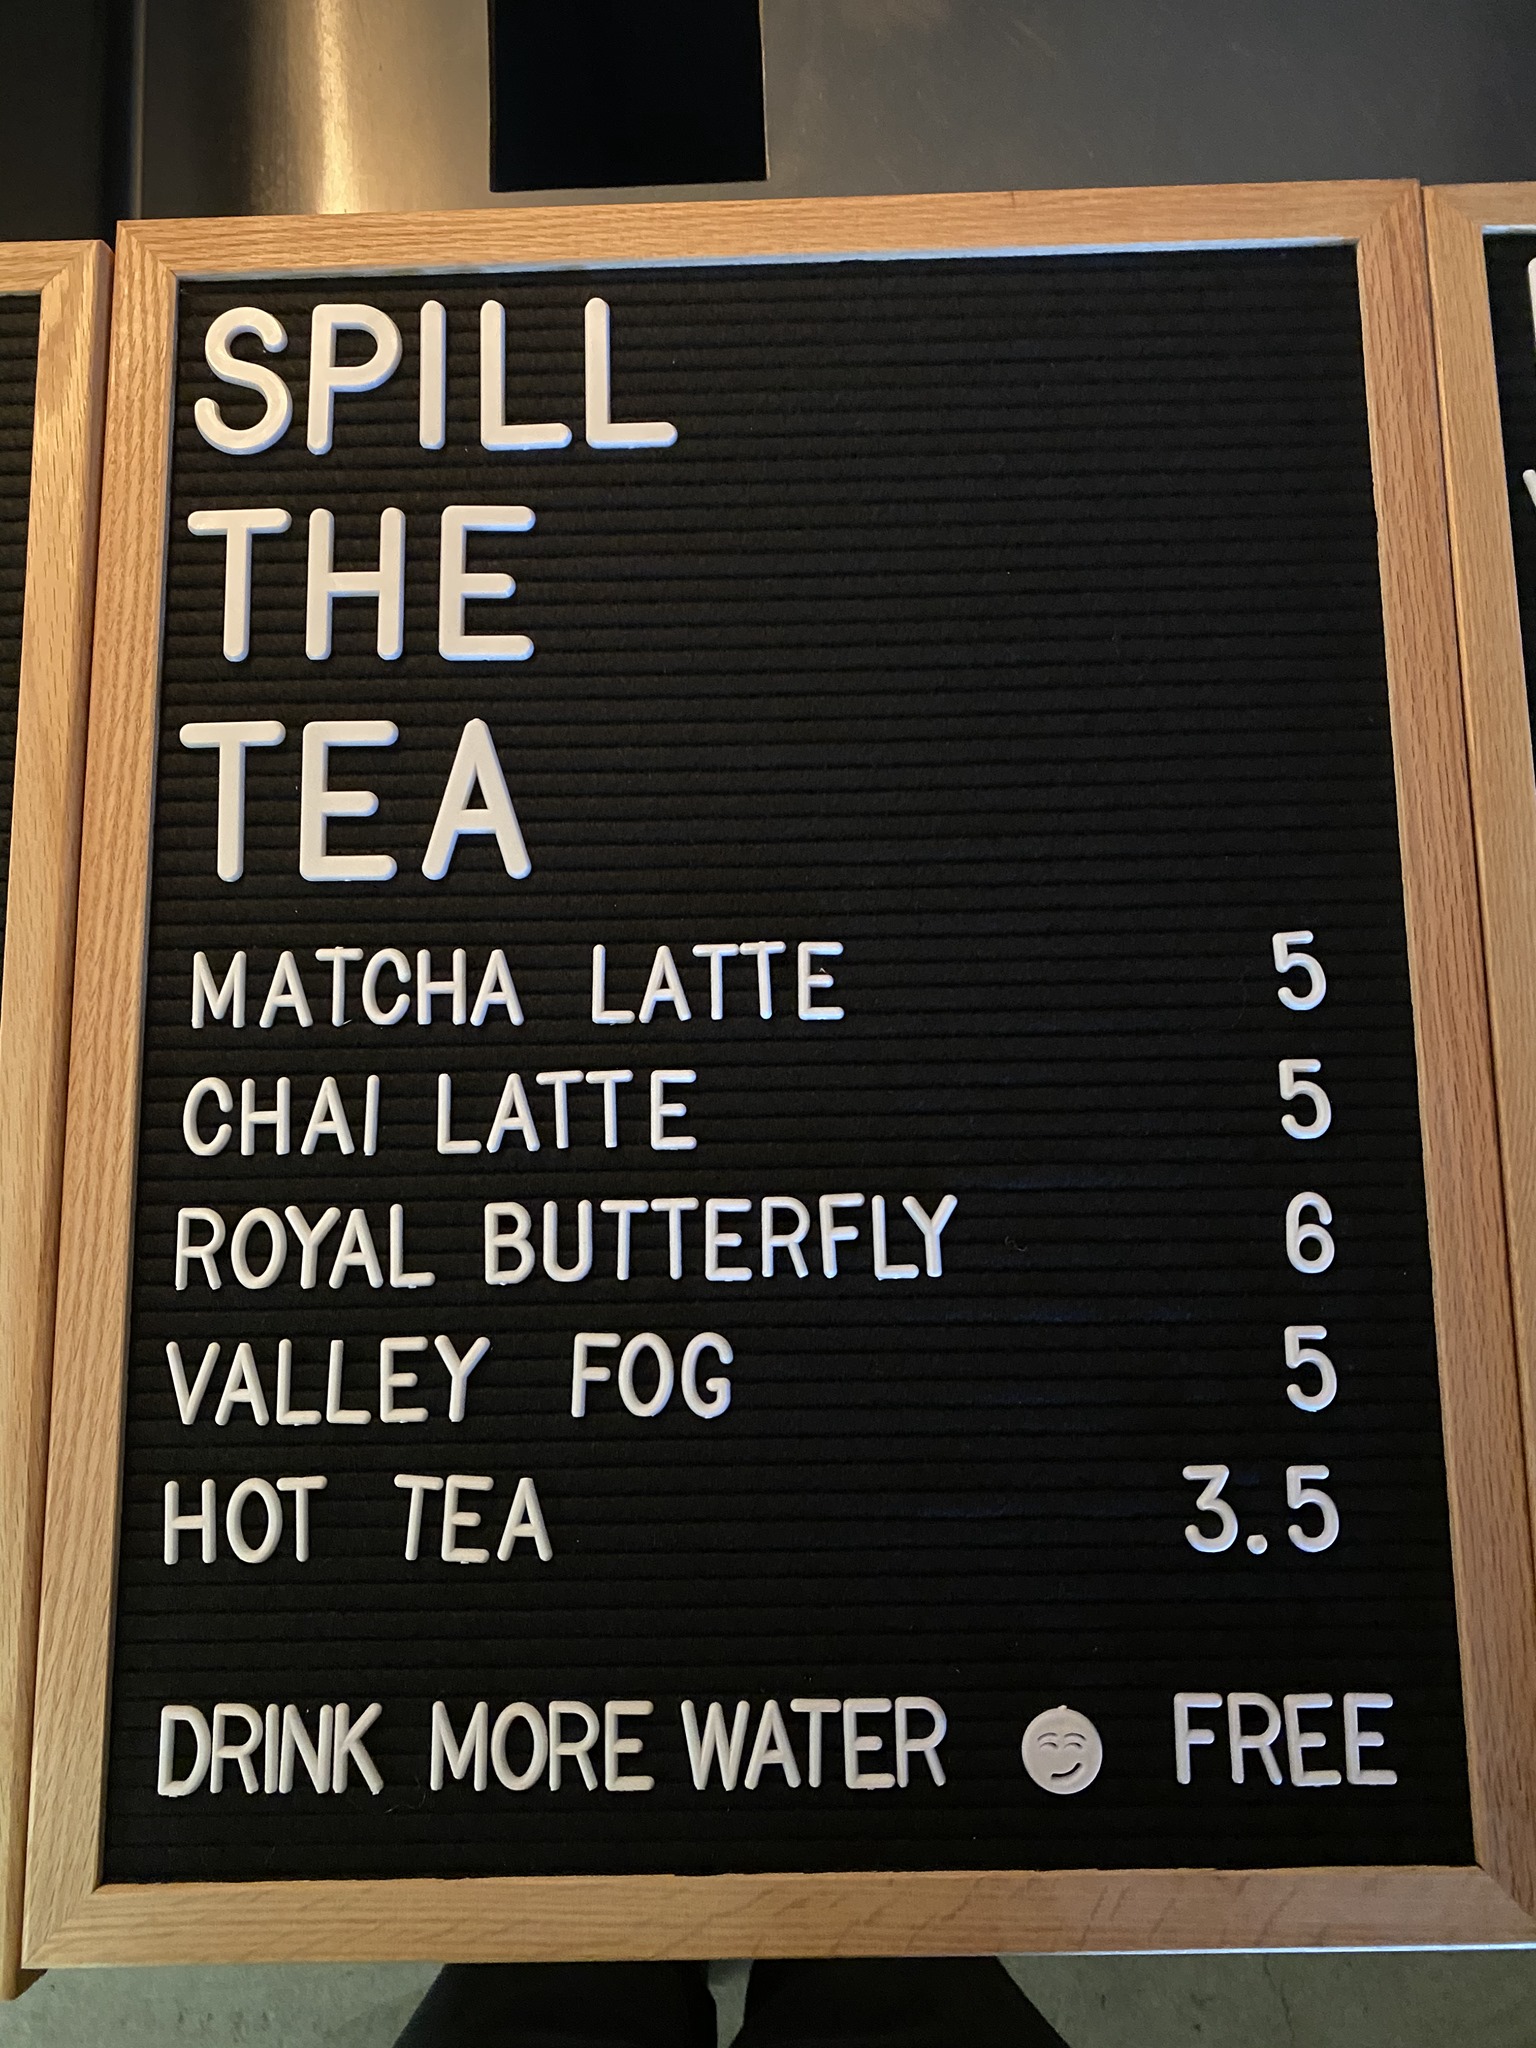 SPILL
THE
TEA
MATCHA LATTE 5
CHAI LATTE 5
ROYAL BUTTERFLY 6
VALLEY FOG 5
HOT TEA 3.5
DRINK MORE WATER FREE